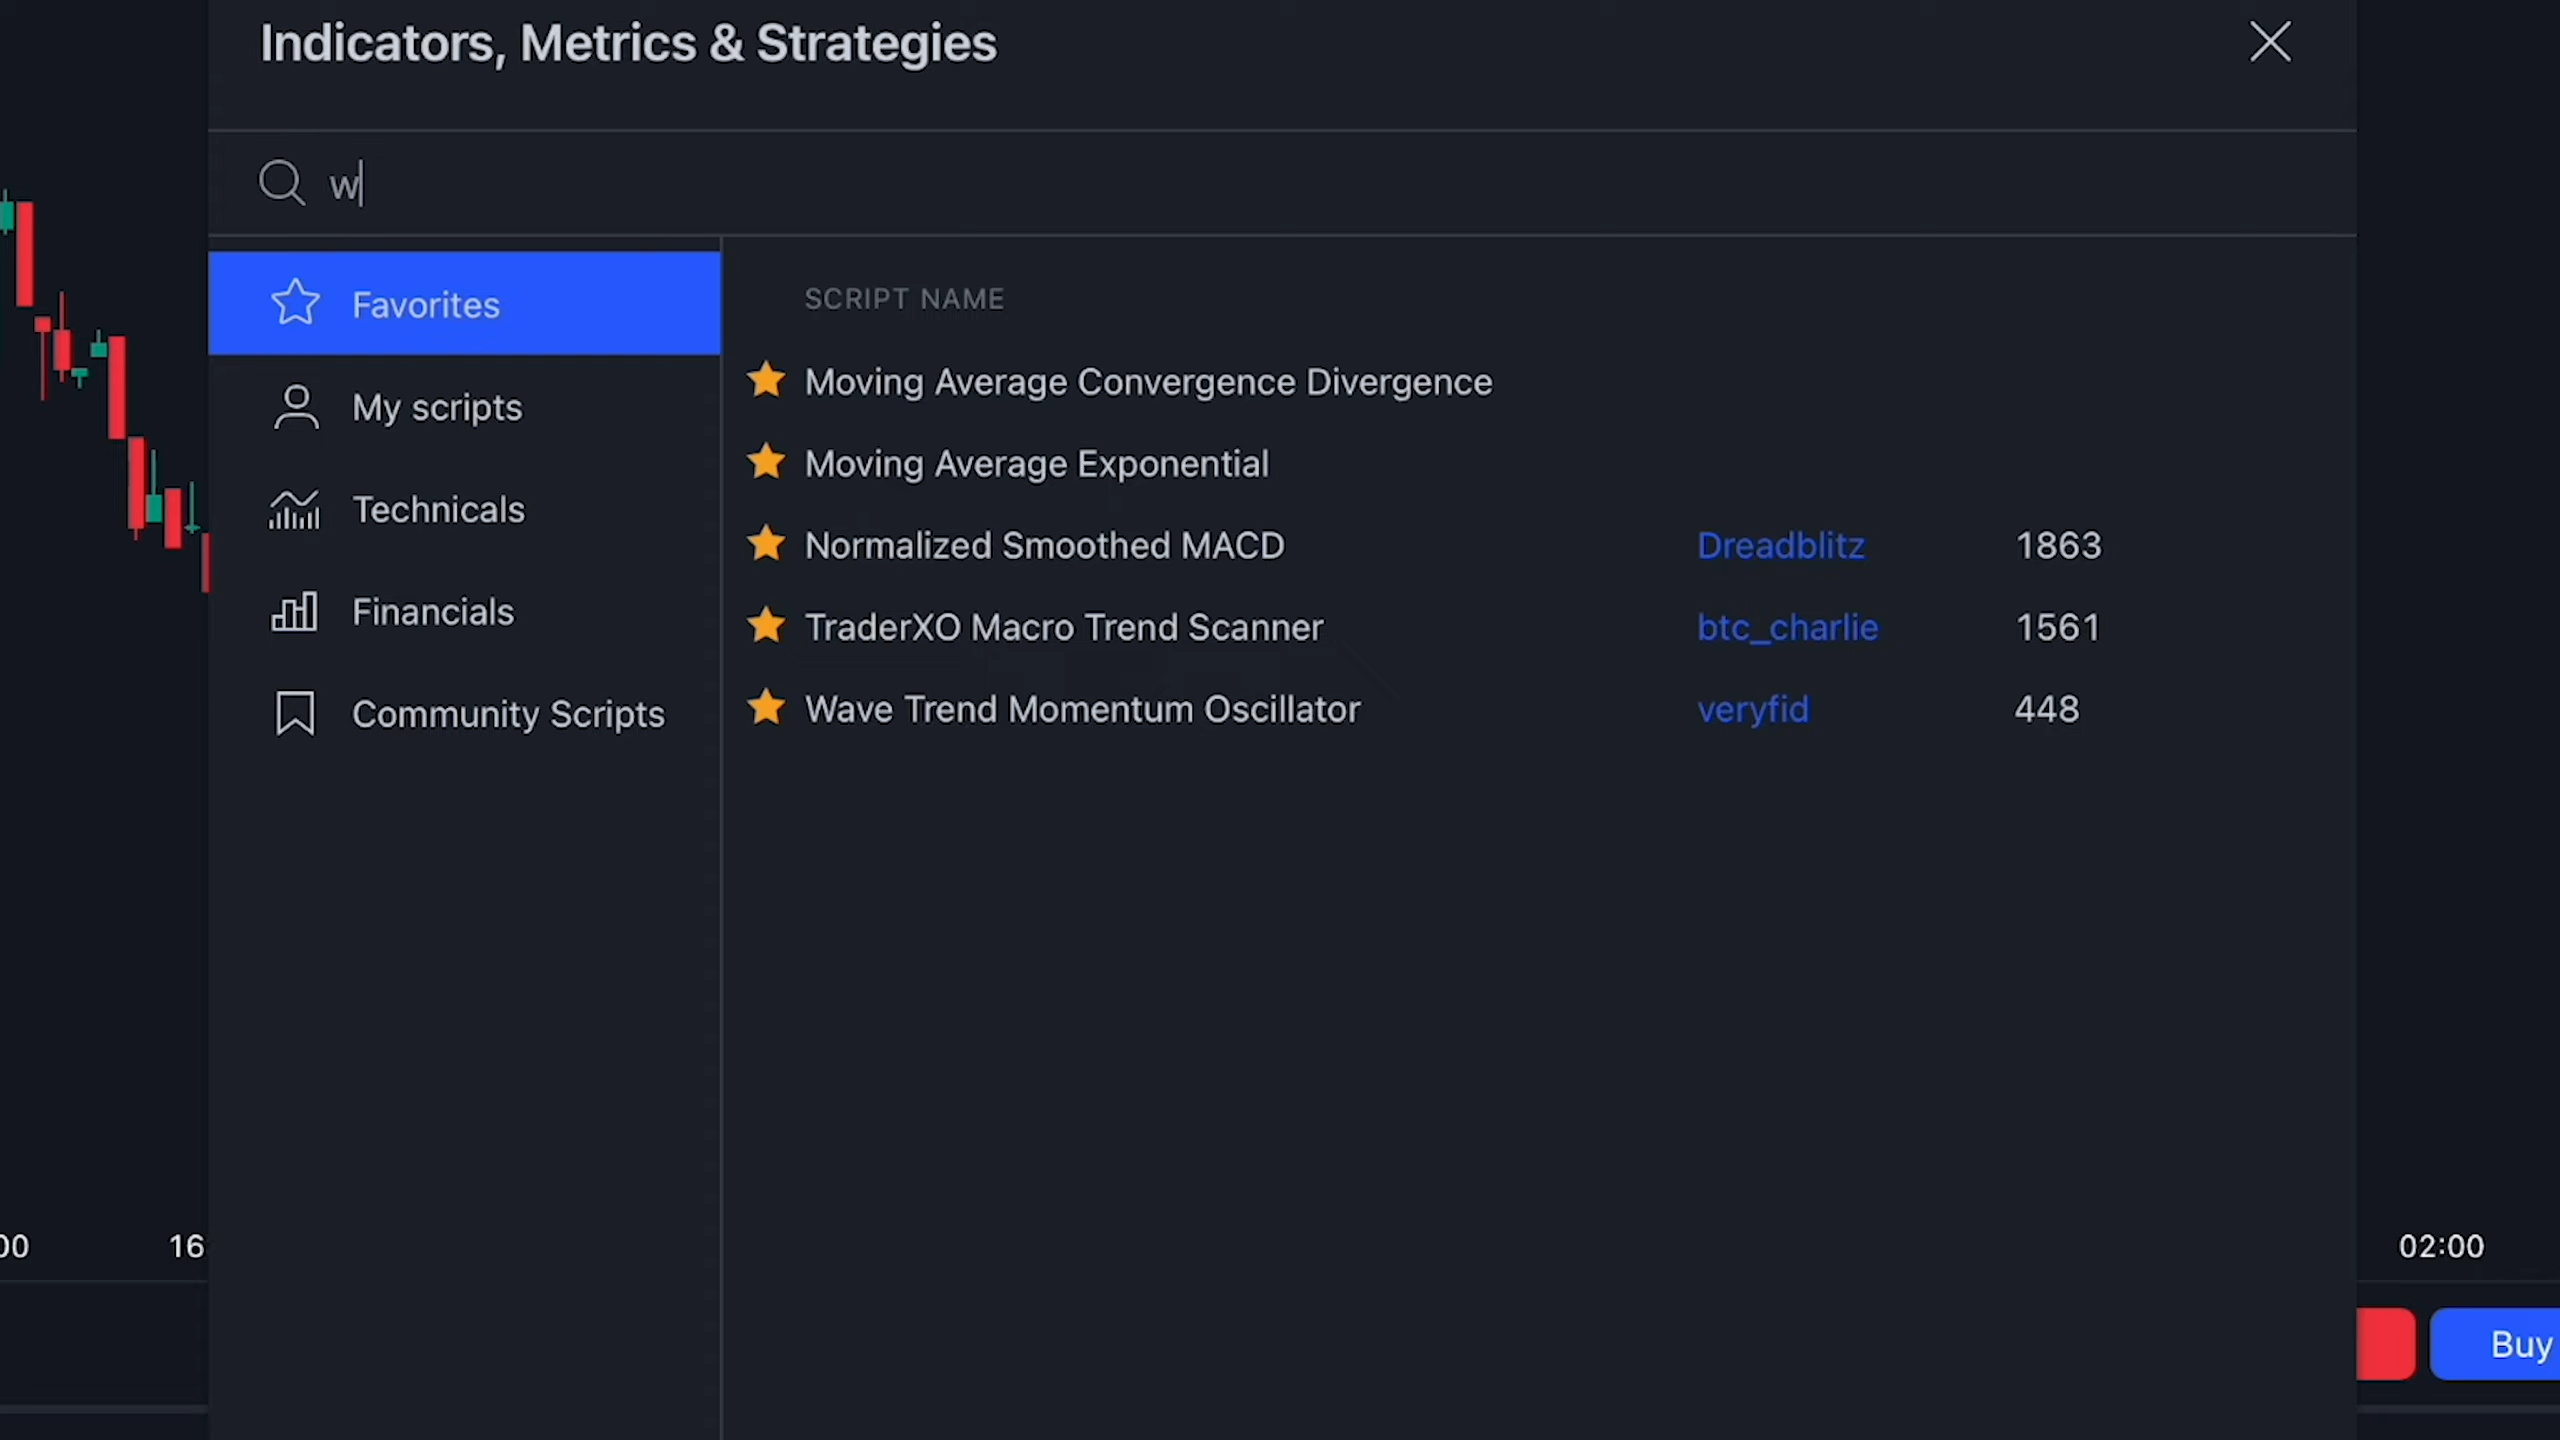 Indicators, Metrics & Strategies
w
Favorites
My scripts
Technicals
Financials
Community Scripts
SCRIPT NAME
Moving Average Convergence Divergence
Moving Average Exponential
Normalized Smoothed MACD Dreadblitz 1863
TraderXO Macro Trend Scanner btc_charlie 1561
Wave Trend Momentum Oscillator veryfid 448
00 16 02:00
Buy